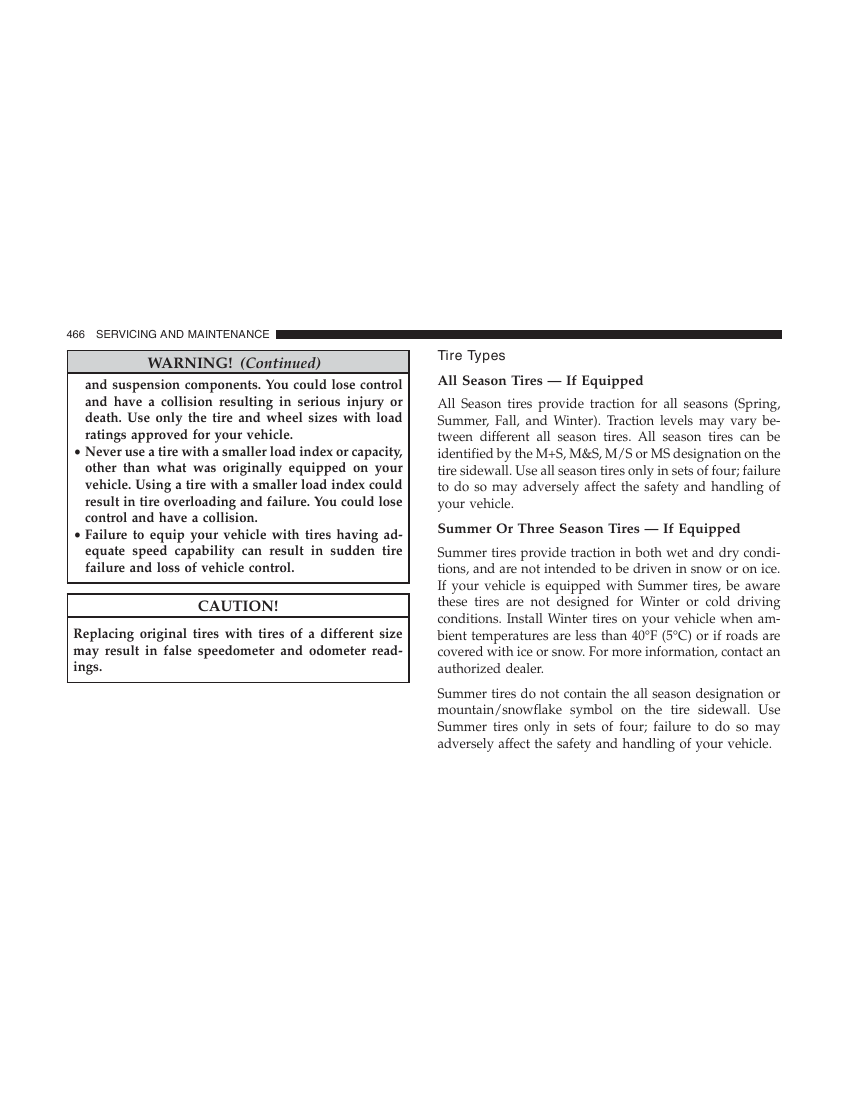 466 SERVICING AND MAINTENANCE
WARNING! (Continued)
and suspension components. You could lose control
and have a collision resulting in serious injury or
death. Use only the tire and wheel sizes with load
ratings approved for your vehicle.
• Never use a tire with a smaller load index or capacity,
other than what was originally equipped on your
vehicle. Using a tire with a smaller load index could
result in tire overloading and failure. You could lose
control and have a collision.
• Failure to equip your vehicle with tires having ad-
equate speed capability can result in sudden tire
failure and loss of vehicle control.
CAUTION!
Replacing original tires with tires of a different size
may result in false speedometer and odometer read-
ings.
Tire Types
All Season Tires — If Equipped
All Season tires provide traction for all seasons (Spring,
Summer, Fall, and Winter). Traction levels may vary be-
tween different all season tires. All season tires can be
identified by the M+S, M&S, M/S or MS designation on the
tire sidewall. Use all season tires only in sets of four; failure
to do so may adversely affect the safety and handling of
your vehicle.
Summer Or Three Season Tires — If Equipped
Summer tires provide traction in both wet and dry condi-
tions, and are not intended to be driven in snow or on ice.
If your vehicle is equipped with Summer tires, be aware
these tires are not designed for Winter or cold driving
conditions. Install Winter tires on your vehicle when am-
bient temperatures are less than 40°F (5°C) or if roads are
covered with ice or snow. For more information, contact an
authorized dealer.
Summer tires do not contain the all season designation or
mountain/snowflake symbol on the tire sidewall. Use
Summer tires only in sets of four; failure to do so may
adversely affect the safety and handling of your vehicle.